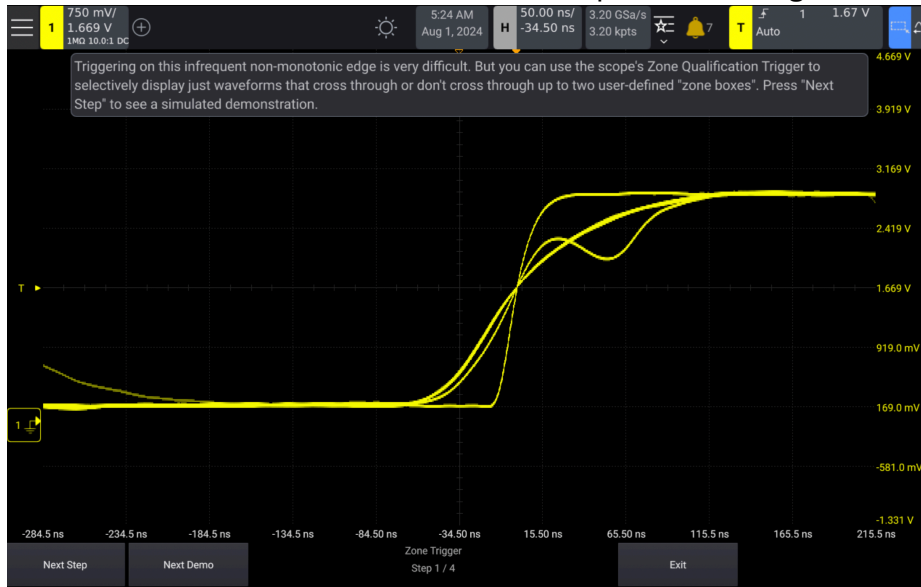 750 mV/
1
1.669 V
1MΩ 10.0:1 DC
5:24 AM
Aug 1, 2024
H
50.00 ns/
-34.50 ns
3.20 GSa/s
3.20 kpts
7
T
1
1.67 V
Auto
Triggering on this infrequent non-monotonic edge is very difficult. But you can use the scope's Zone Qualification Trigger to
selectively display just waveforms that cross through or don't cross through up to two user-defined "zone boxes". Press "Next
Step" to see a simulated demonstration.
4.669 V
3.919 V
3.169 V
2.419 V
T
1.669 V
919.0 mV
169.0 mV
1
-581.0 mV
-1.331 V
-284.5 ns -234.5 ns -184.5 ns -134.5 ns -84.50 ns -34.50 ns 15.50 ns 65.50 ns 115.5 ns 165.5 ns 215.5 ns
Zone Trigger
Step 1 / 4
Next Step
Next Demo
Exit